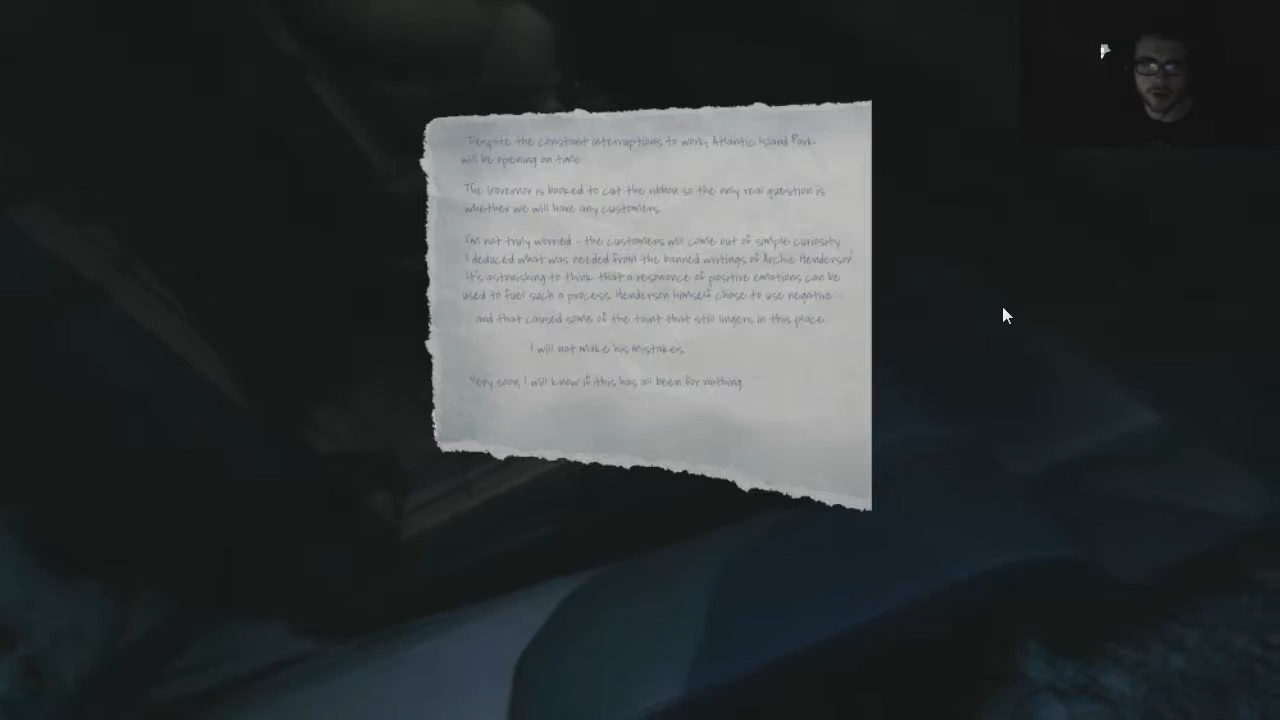 Despite the constant interruptions to work, Atlantic Island Park
will be opening on time.
The Governor is booked to cut the ribbon so the only real question is
whether we will have any customers.
I'm not truly worried - the customers will come out of simple curiosity.
I deduced what was needed from the banned writings of Archie Henderson.
It's astonishing to think that a resonance of positive emotions can be
used to fuel such a process. Henderson himself chose to use negative
and that caused some of the taint that still lingers in this place.
I will not make his mistakes.
Very soon, I will know if this has all been for nothing.